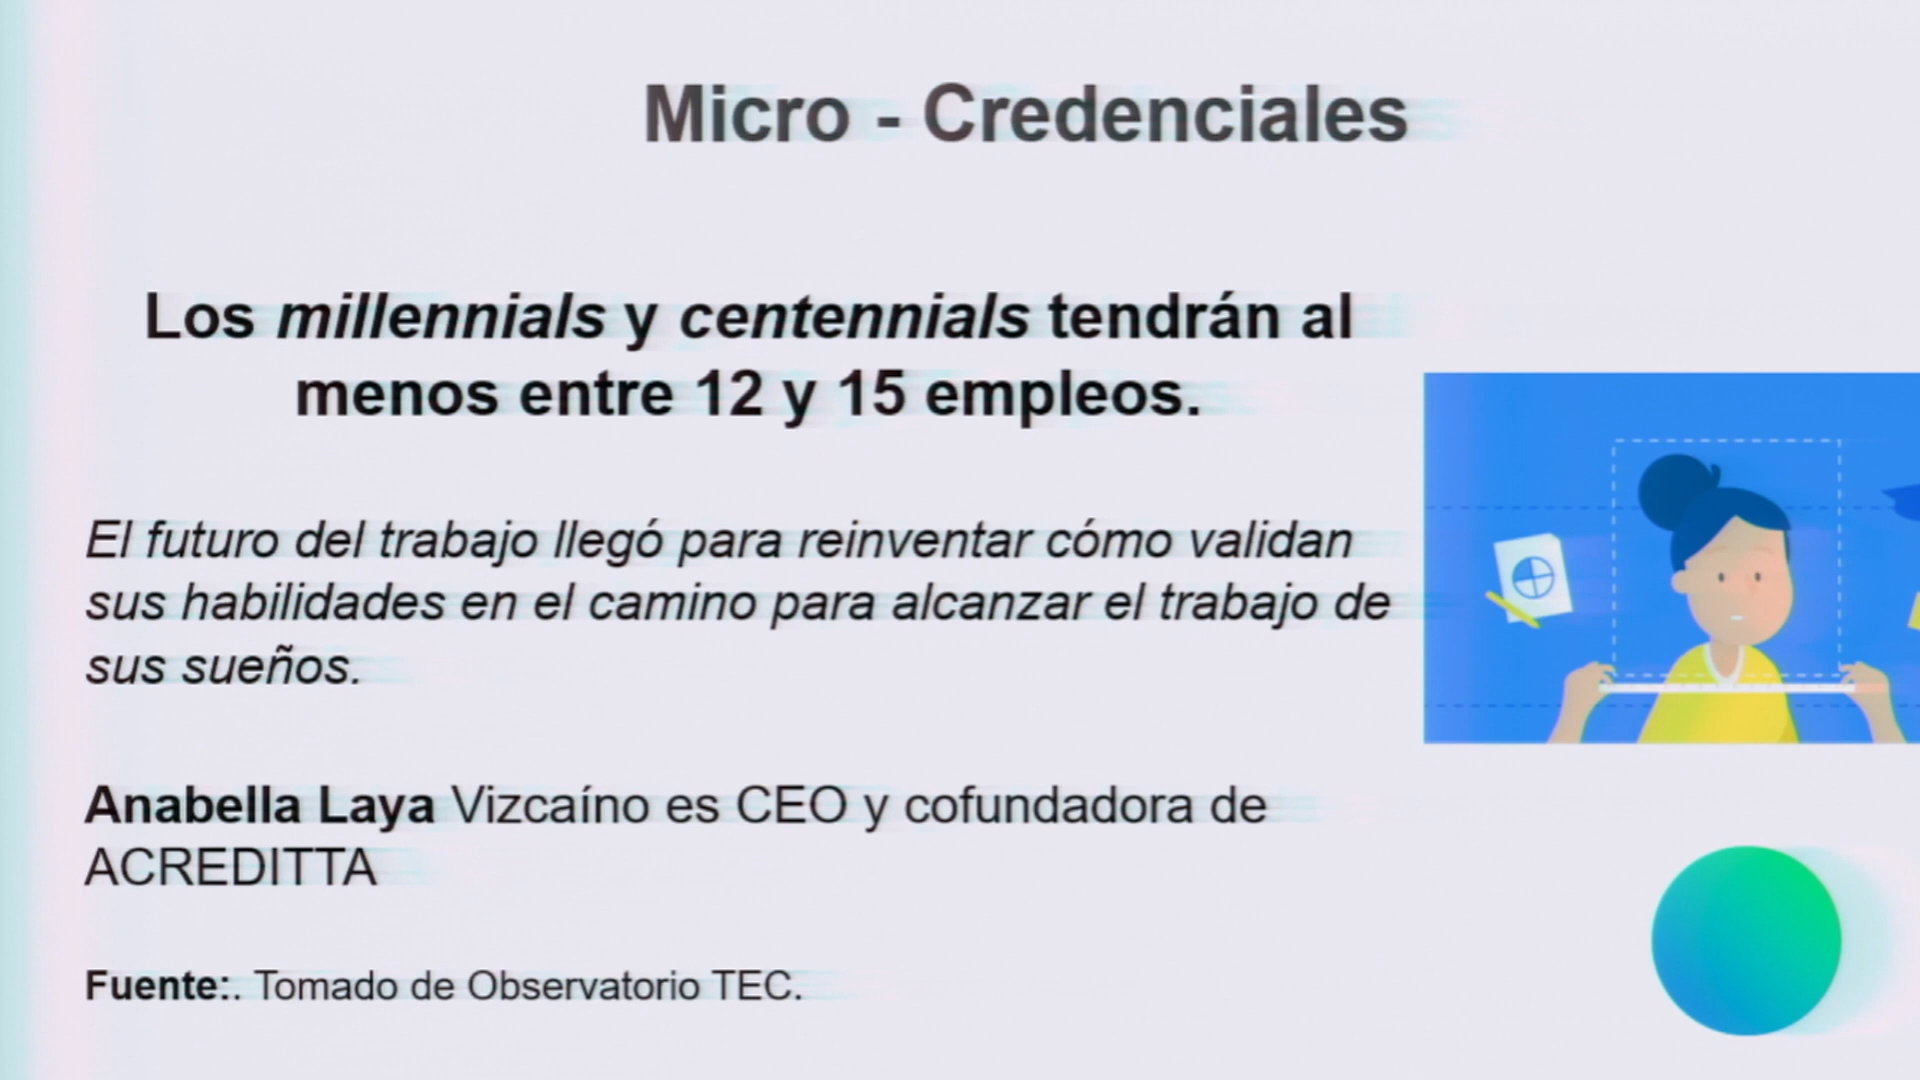 Micro - Credenciales
Los millennials y centennials tendrán al
menos entre 12 y 15 empleos.
El futuro del trabajo llegó para reinventar cómo validan
sus habilidades en el camino para alcanzar el trabajo de
sus sueños.
Anabella Laya Vizcaíno es CEO y cofundadora de
ACREDITTA
Fuente:. Tomado de Observatorio TEC.